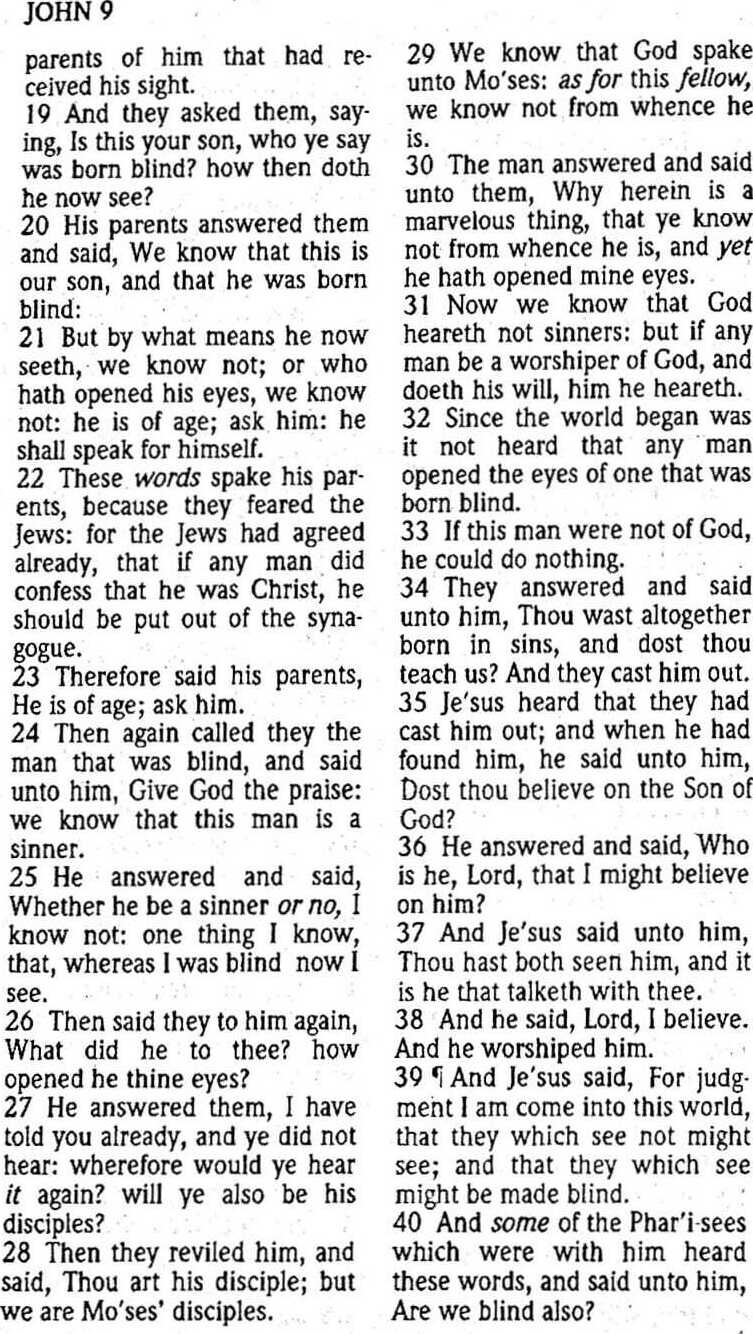 JOHN 9
parents of him that had re-
ceived his sight.
19 And they asked them, say-
ing, Is this your son, who ye say
was born blind? how then doth
he now see?
20 His parents answered them
and said, We know that this is
our son, and that he was born
blind:
21 But by what means he now
seeth, we know not; or who
hath opened his eyes, we know
not: he is of age; ask him: he
shall speak for himself.
22 These words spake his par-
ents, because they feared the
Jews: for the Jews had agreed
already, that if any man did
confess that he was Christ, he
should be put out of the syna-
gogue.
23 Therefore said his parents,
He is of age; ask him.
24 Then again called they the
man that was blind, and said
unto him, Give God the praise:
we know that this man is a
sinner.
25 He answered and said,
Whether he be a sinner or no, I
know not: one thing I know,
that, whereas I was blind now I
see.
26 Then said they to him again,
What did he to thee? how
opened he thine eyes?
27 He answered them, I have
told you already, and ye did not
hear: wherefore would ye hear
it again? will ye also be his
disciples?
28 Then they reviled him, and
said, Thou art his disciple; but
we are Mo'ses' disciples.
29 We know that God spake
unto Mo'ses: as for this fellow,
we know not from whence he
is.
30 The man answered and said
unto them, Why herein is a
marvelous thing, that ye know
not from whence he is, and yet
he hath opened mine eyes.
31 Now we know that God
heareth not sinners: but if any
man be a worshiper of God, and
doeth his will, him he heareth.
32 Since the world began was
it not heard that any man
opened the eyes of one that was
born blind.
33 If this man were not of God,
he could do nothing.
34 They answered and said
unto him, Thou wast altogether
born in sins, and dost thou
teach us? And they cast him out.
35 Je'sus heard that they had
cast him out; and when he had
found him, he said unto him,
Dost thou believe on the Son of
God?
36 He answered and said, Who
is he, Lord, that I might believe
on him?
37 And Je'sus said unto him,
Thou hast both seen him, and it
is he that talketh with thee.
38 And he said, Lord, I believe.
And he worshiped him.
39 ¶ And Je'sus said, For judg-
ment I am come into this world,
that they which see not might
see; and that they which see
might be made blind.
40 And some of the Phar'i-sees
which were with him heard
these words, and said unto him,
Are we blind also?